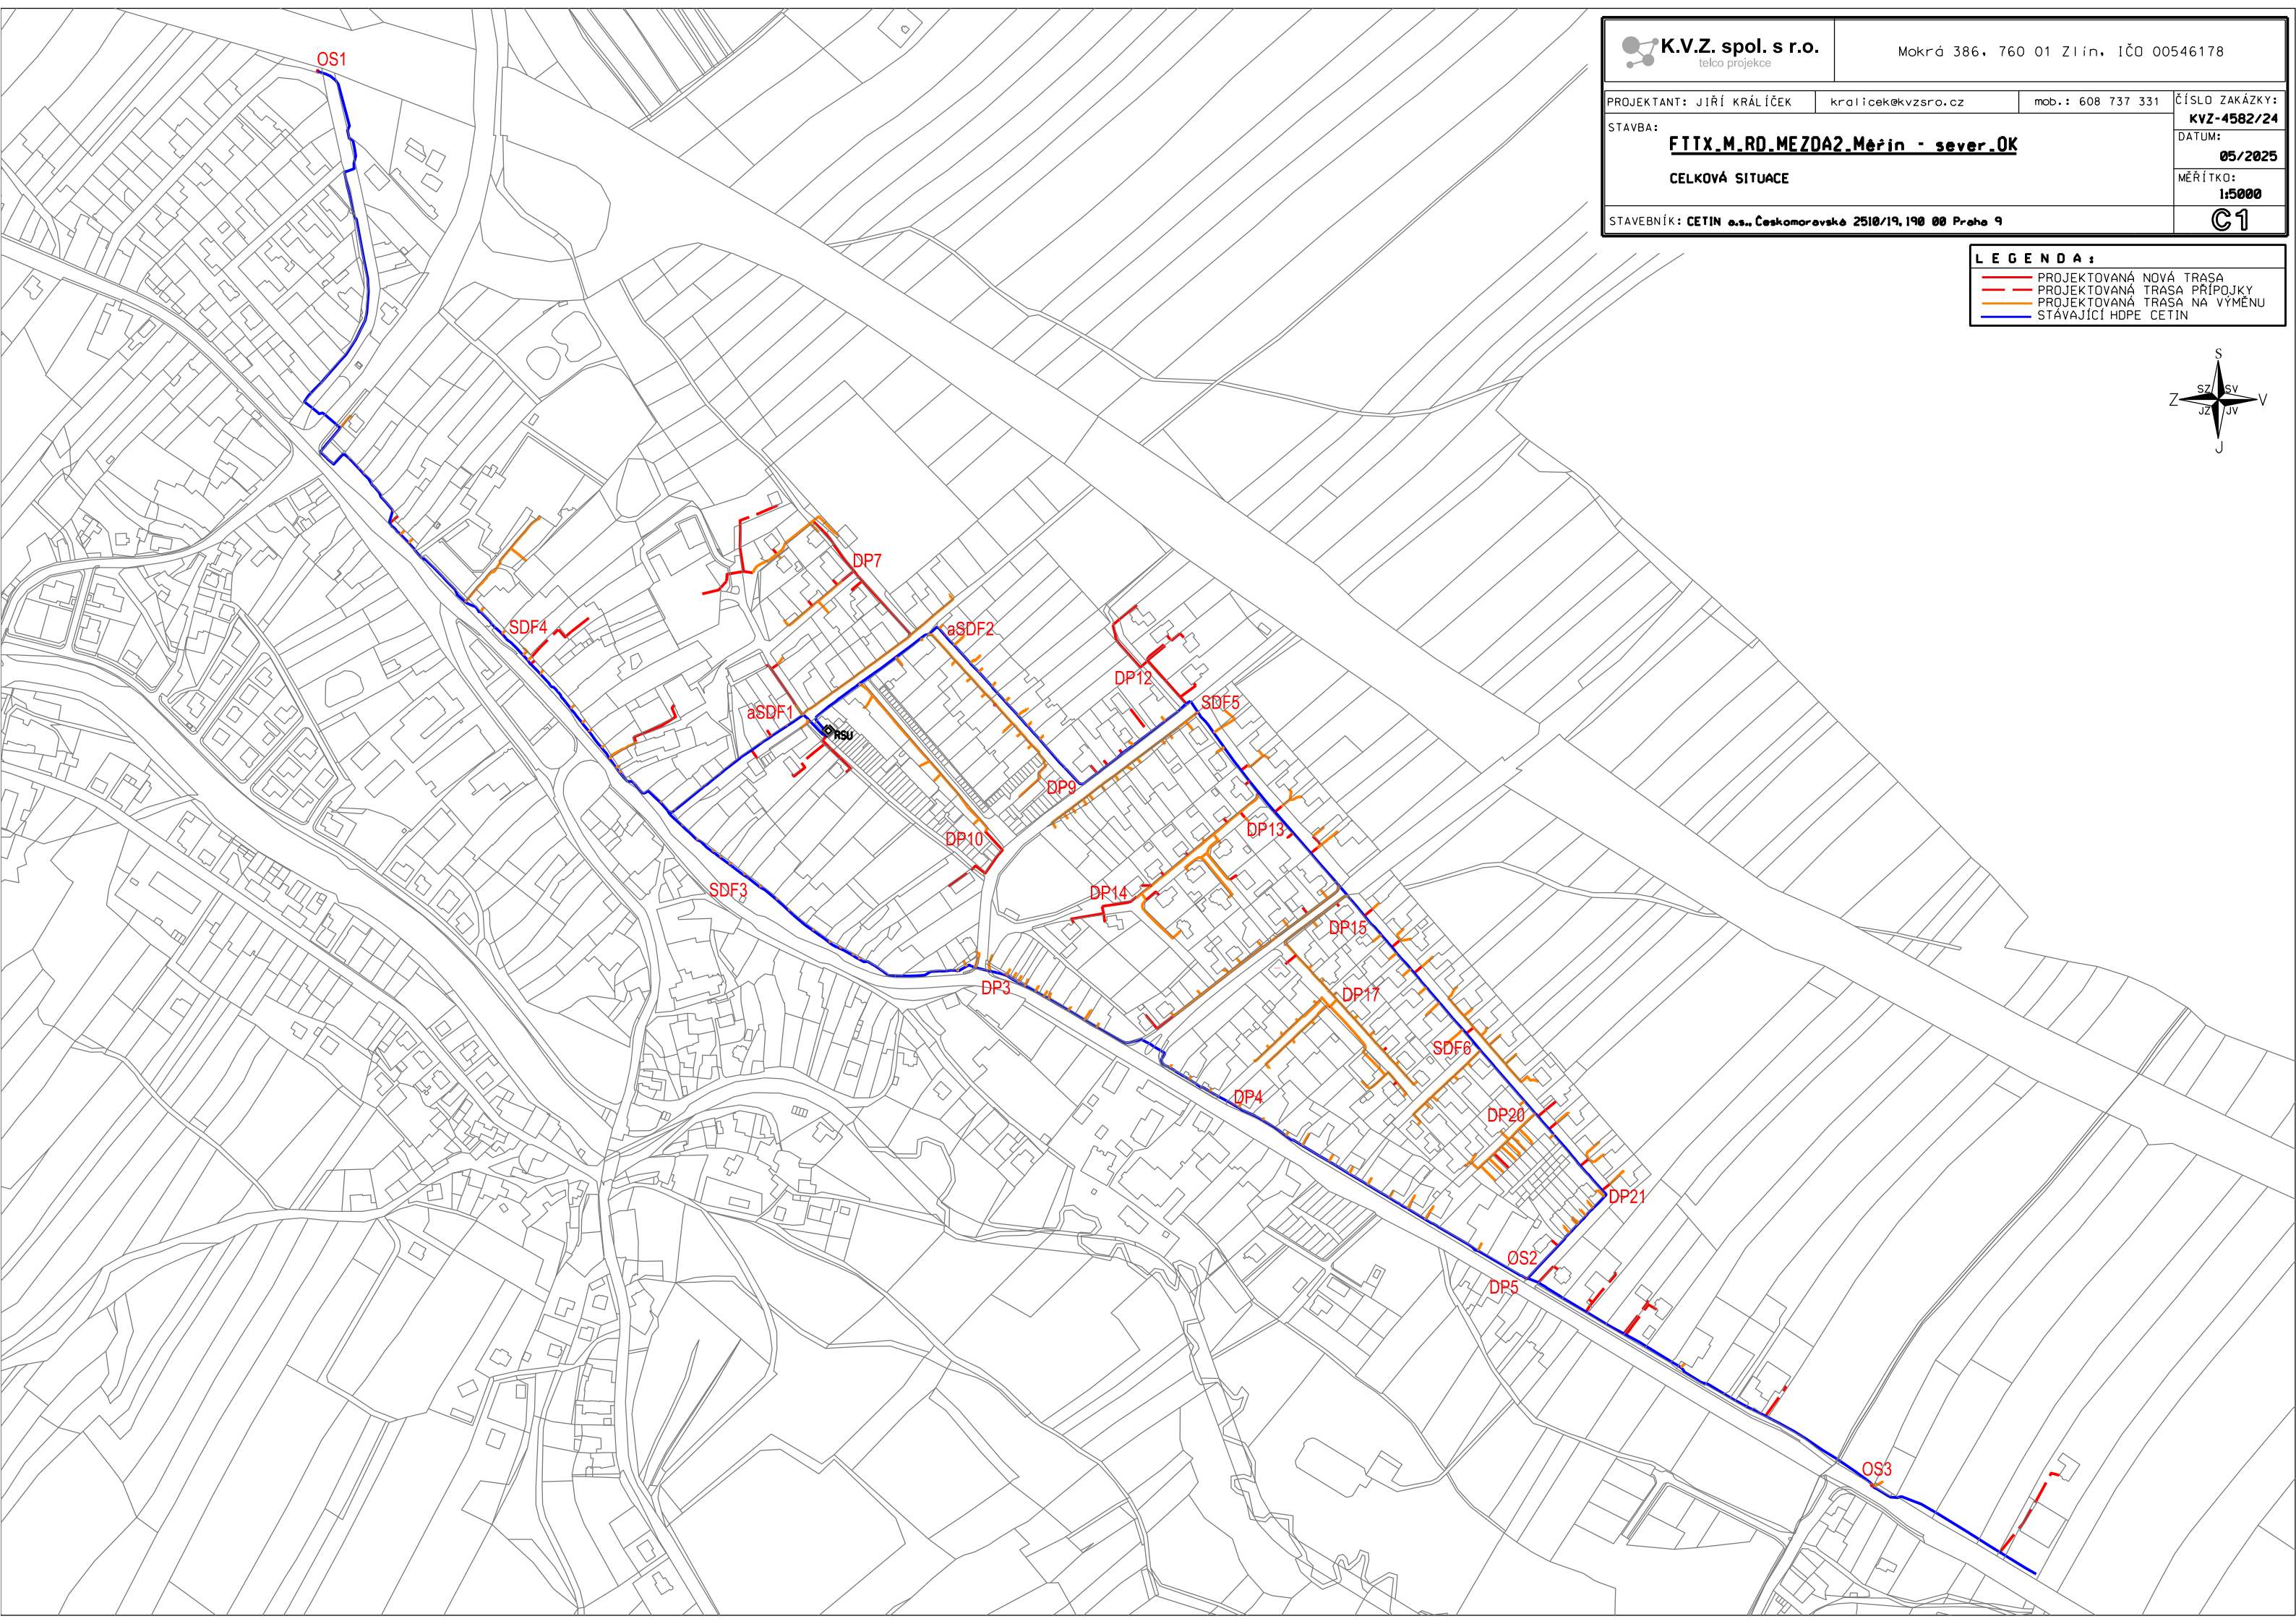 K.V.Z. spol. s r.o.
telco projekce
Mokrá 386, 760 01 Zlín, IČO 00546178
PROJEKTANT: JIŘÍ KRÁLÍČEK
kralicek@kvzsro.cz
mob.: 608 737 331
ČÍSLO ZAKÁZKY:
KVZ-4582/24
STAVBA:
FTTX_M_RD_MEZDA2_Měřín - sever_OK
DATUM:
05/2025
CELKOVÁ SITUACE
MĚŘÍTKO:
1:5000
STAVEBNÍK: CETIN a.s., Českomoravská 2510/19, 190 00 Praha 9
C1
LEGENDA:
PROJEKTOVANÁ NOVÁ TRASA
PROJEKTOVANÁ TRASA PŘÍPOJKY
PROJEKTOVANÁ TRASA NA VÝMĚNU
STÁVAJÍCÍ HDPE CETIN
S
SZ SV
Z V
JZ JV
J
OS1
DP7
SDF4
aSDF2
DP12
SDF5
aSDF1
RSU
DP9
DP13
DP10
SDF3
DP14
DP15
DP3
DP17
SDF6
DP4
DP20
DP21
OS2
DP5
OS3